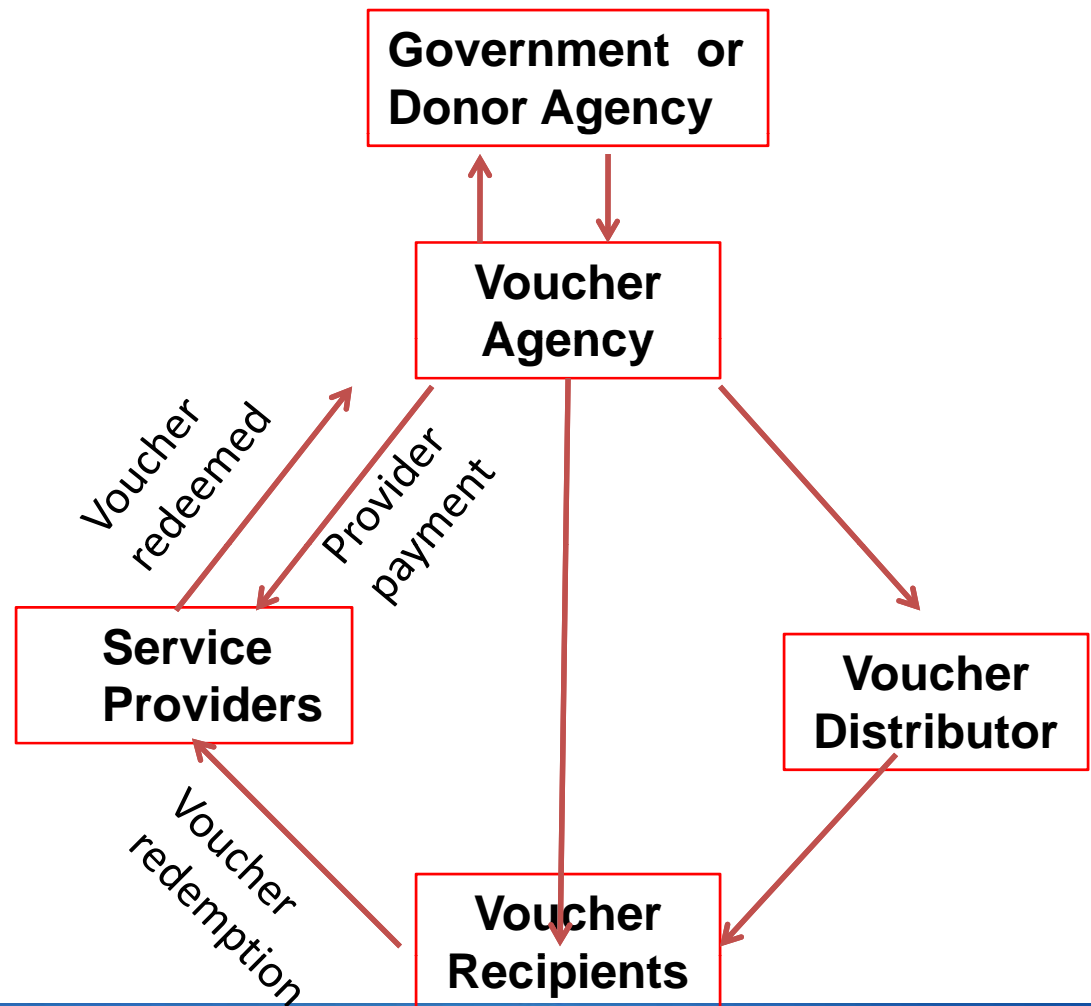 Government or
Donor Agency
Voucher
Agency
Voucher
redeemed
Provider
payment
Service
Providers
Voucher
Distributor
Voucher
redemption
Voucher
Recipients